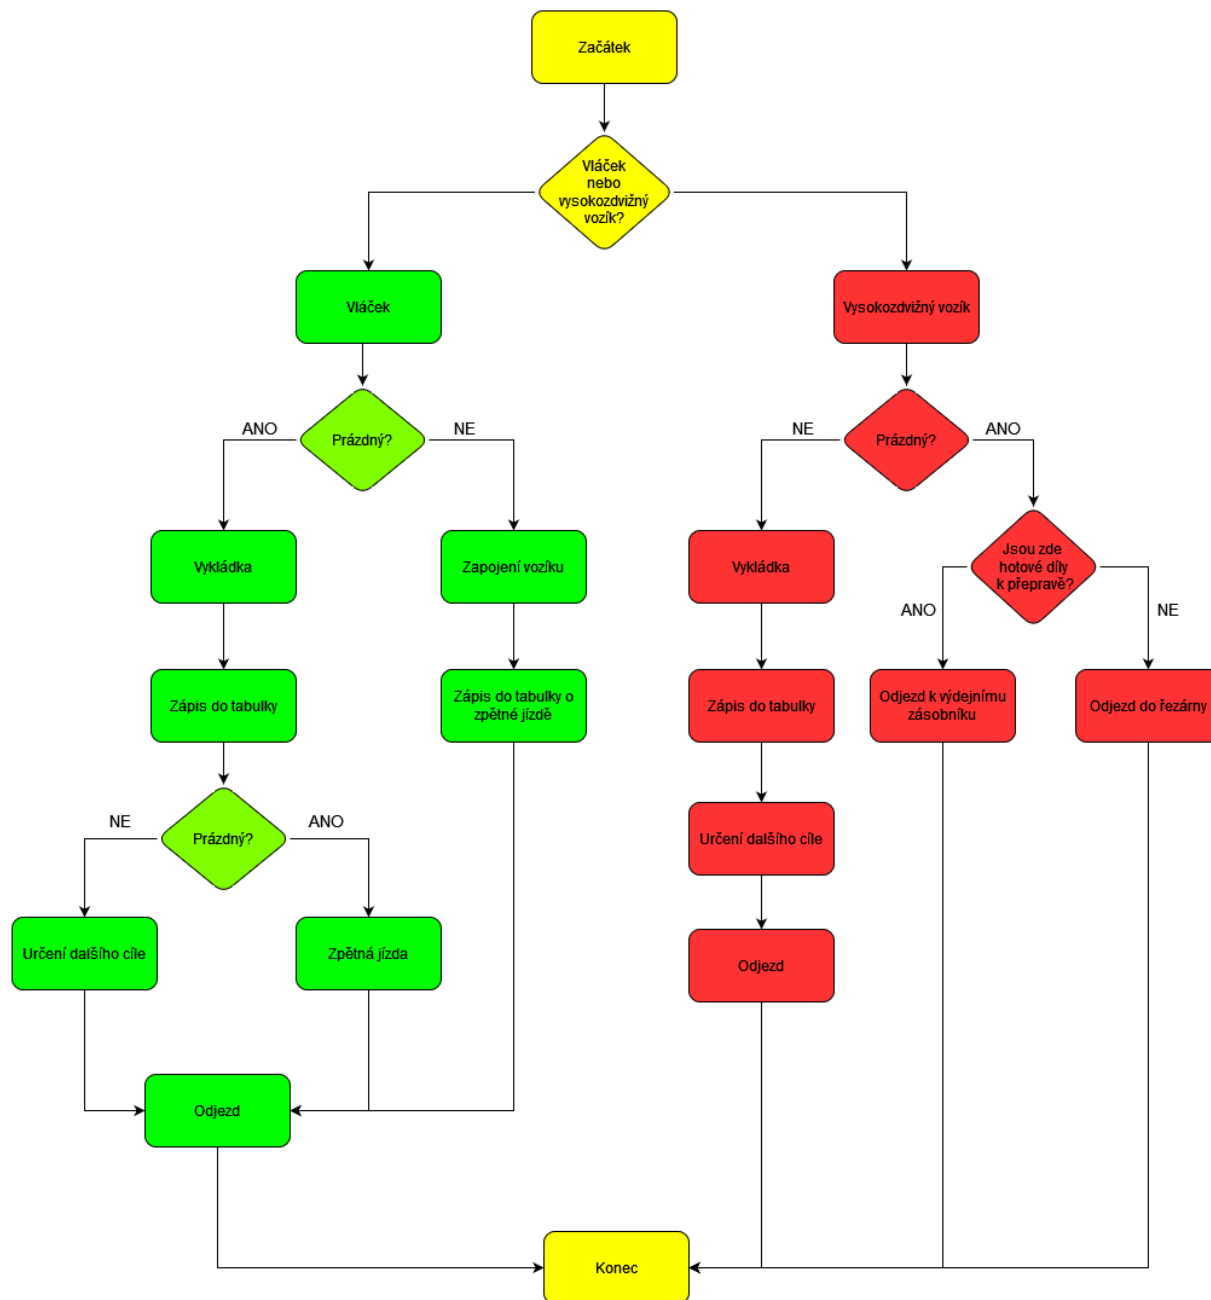 Začátek
Vláček
nebo
vysokozdvižný
vozík?
Vláček
Vysokozdvižný vozík
ANO
Prázdný?
NE
NE
Prázdný?
ANO
Vykládka
Zapojení vozíku
Vykládka
Jsou zde
hotové díly
k přepravě?
ANO
NE
Zápis do tabulky
Zápis do tabulky o
zpětné jízdě
Zápis do tabulky
Odjezd k výdejnímu
zásobníku
Odjezd do řezárny
NE
Prázdný?
ANO
Určení dalšího cíle
Určení dalšího cíle
Zpětná jízda
Odjezd
Odjezd
Konec